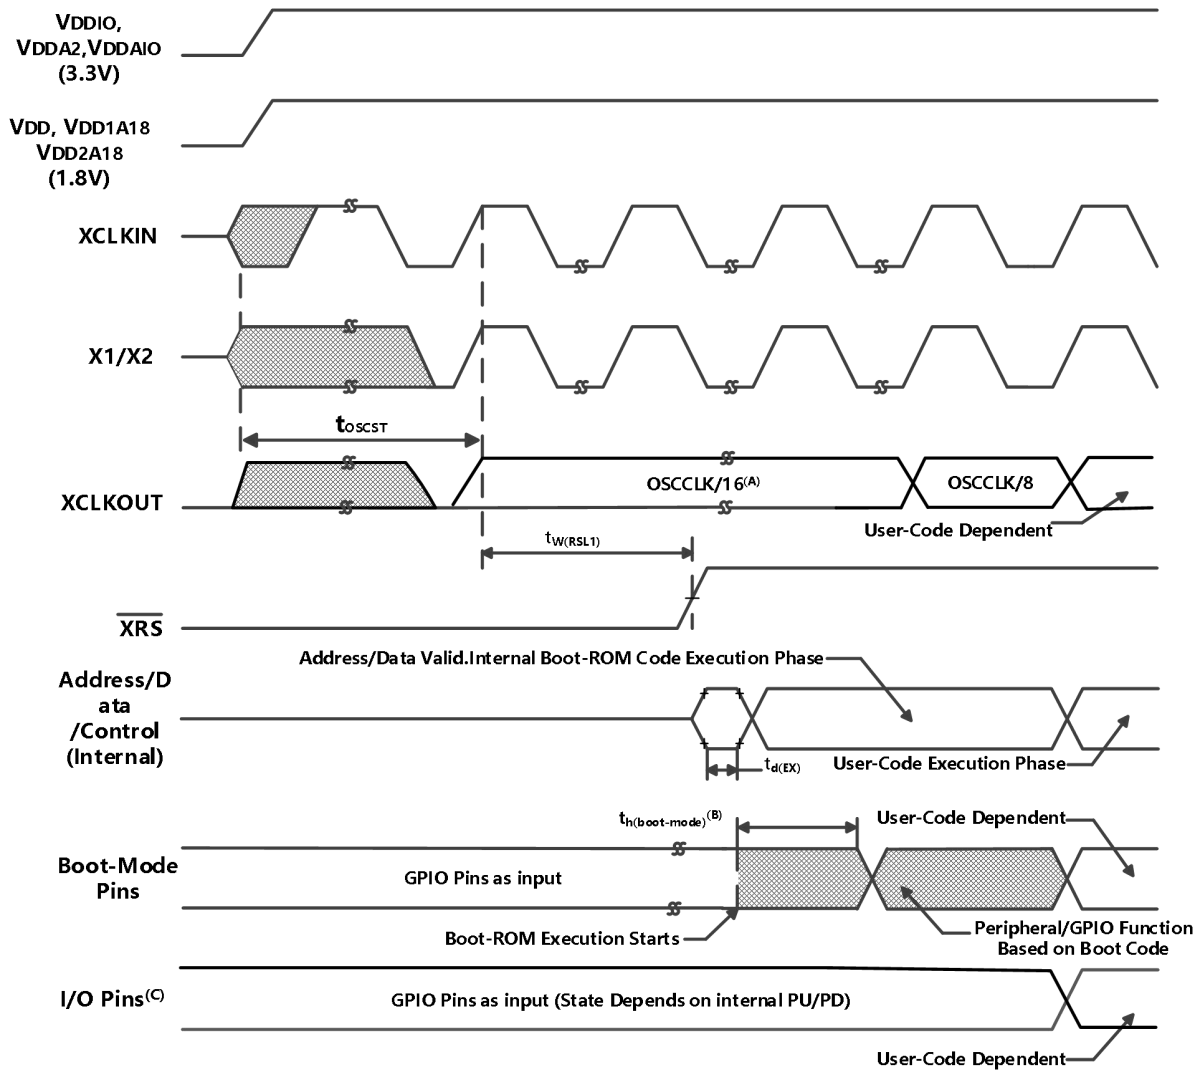 VDDIO,
VDDA2,VDDAIO
(3.3V)
VDD, VDD1A18
VDD2A18
(1.8V)
XCLKIN
X1/X2
tOSCST
XCLKOUT
OSCCLK/16(A)
OSCCLK/8
User-Code Dependent
tW(RSL1)
XRS
Address/Data Valid.Internal Boot-ROM Code Execution Phase
Address/D
ata
/Control
(Internal)
td(EX)
User-Code Execution Phase
th(boot-mode)(B)
User-Code Dependent
Boot-Mode
Pins
GPIO Pins as input
Boot-ROM Execution Starts
Peripheral/GPIO Function
Based on Boot Code
I/O Pins(C)
GPIO Pins as input (State Depends on internal PU/PD)
User-Code Dependent